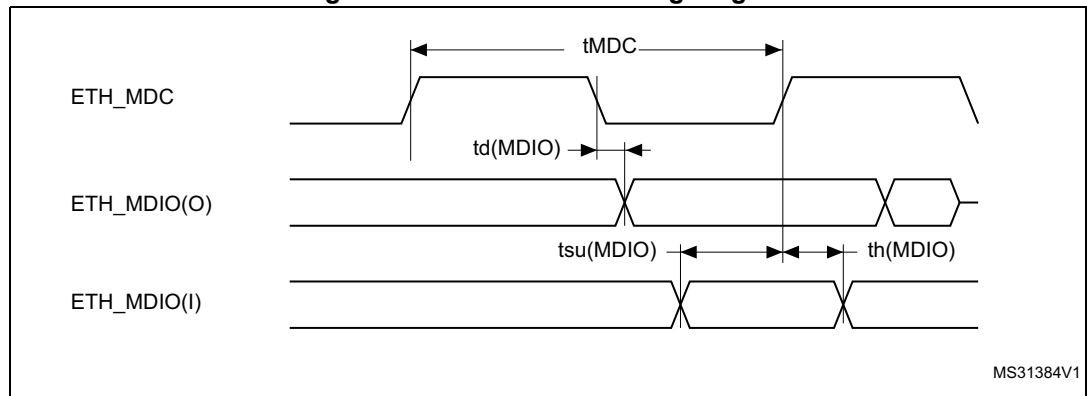 tMDC
ETH_MDC
td(MDIO)
ETH_MDIO(O)
tsu(MDIO) th(MDIO)
ETH_MDIO(I)
MS31384V1